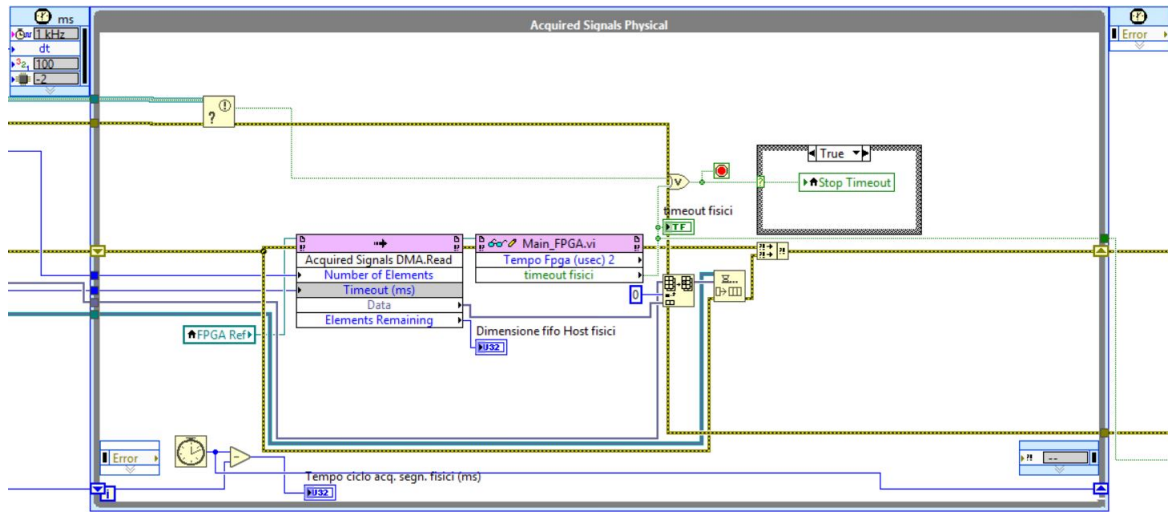 ms
Acquired Signals Physical
1 kHz
Error
dt
100
-2
?
True
V
?
Stop Timeout
timeout fisici
TF
Main_FPGA.vi
Acquired Signals DMA.Read
Tempo Fpga (usec) 2
Number of Elements
timeout fisici
Timeout (ms)
0
Data
Elements Remaining
Dimensione fifo Host fisici
FPGA Ref
U32
Error
--
Tempo ciclo acq. segn. fisici (ms)
i
U32